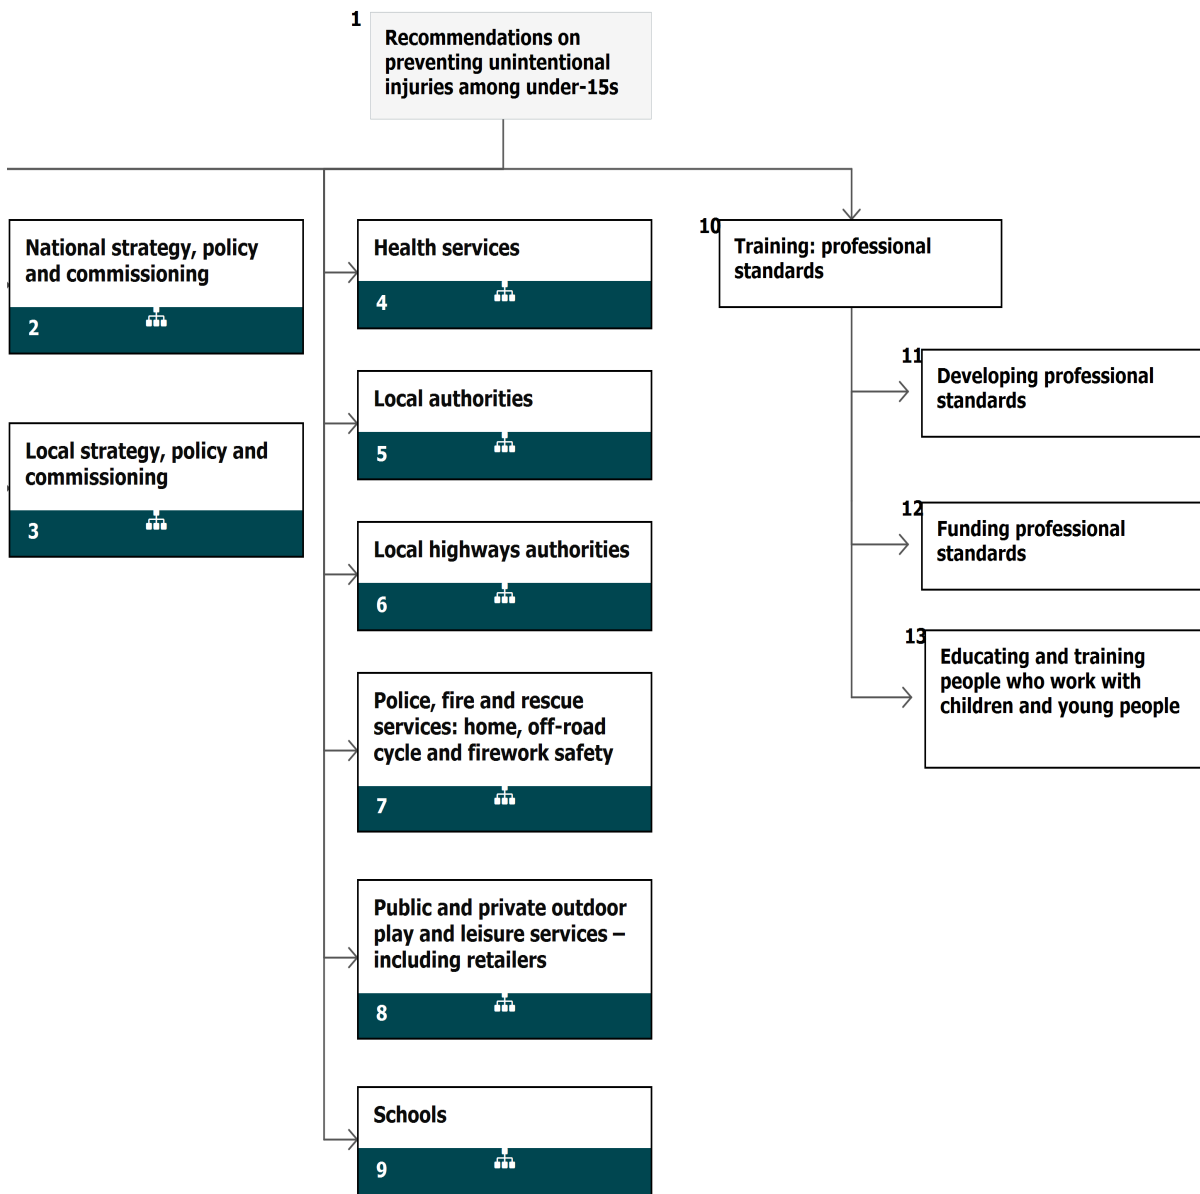 1
Recommendations on
preventing unintentional
injuries among under-15s
National strategy, policy
and commissioning
2
Local strategy, policy and
commissioning
3
Health services
4
Local authorities
5
Local highways authorities
6
Police, fire and rescue
services: home, off-road
cycle and firework safety
7
Public and private outdoor
play and leisure services –
including retailers
8
Schools
9
10
Training: professional
standards
11
Developing professional
standards
12
Funding professional
standards
13
Educating and training
people who work with
children and young people